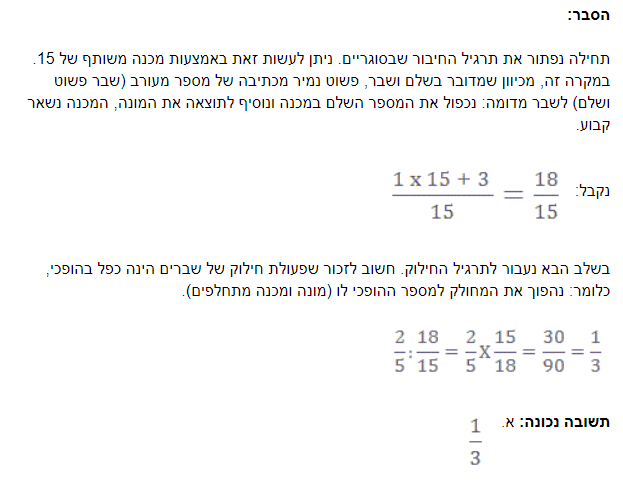 הסבר:
תחילה נפתור את תרגיל החיבור שבסוגריים. ניתן לעשות זאת באמצעות מכנה משותף של 15.
במקרה זה, מכיוון שמדובר בשלם ושבר, פשוט נמיר מכתיבה של מספר מעורב (שבר פשוט
ושלם) לשבר מדומה: נכפול את המספר השלם במכנה ונוסיף לתוצאה את המונה, המכנה נשאר
קבוע.
נקבל: (1 x 15 + 3)/15 = 18/15
בשלב הבא נעבור לתרגיל החילוק. חשוב לזכור שפעולת חילוק של שברים הינה כפל בהופכי,
כלומר: נהפוך את המחולק למספר ההופכי לו (מונה ומכנה מתחלפים).
2/5 : 18/15 = 2/5 X 15/18 = 30/90 = 1/3
תשובה נכונה: א. 1/3